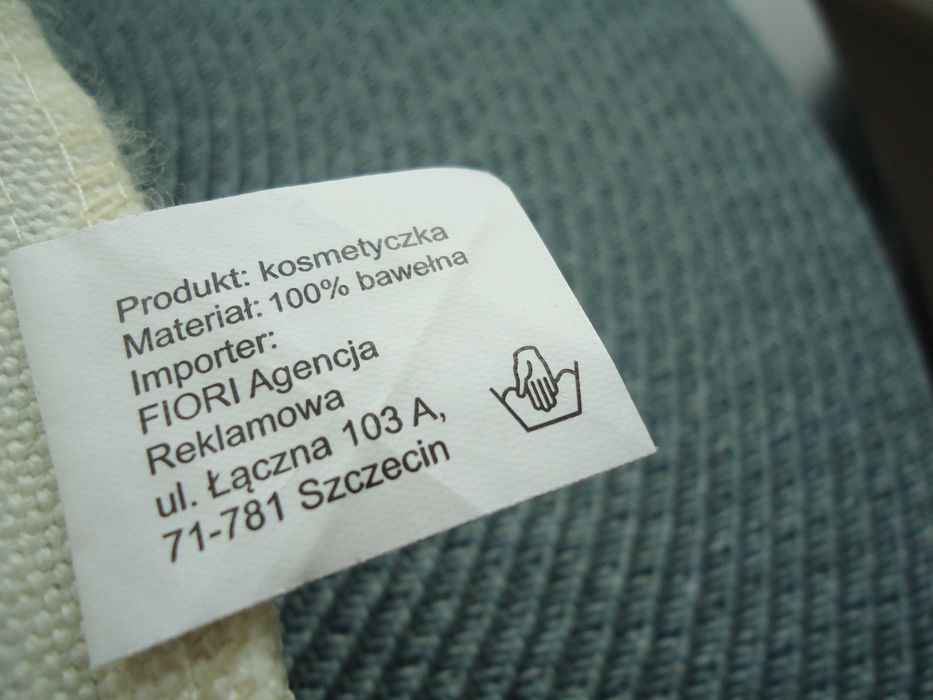 Produkt: kosmetyczka
Materiał: 100% bawełna
Importer:
FIORI Agencja
Reklamowa
ul. Łączna 103 A,
71-781 Szczecin